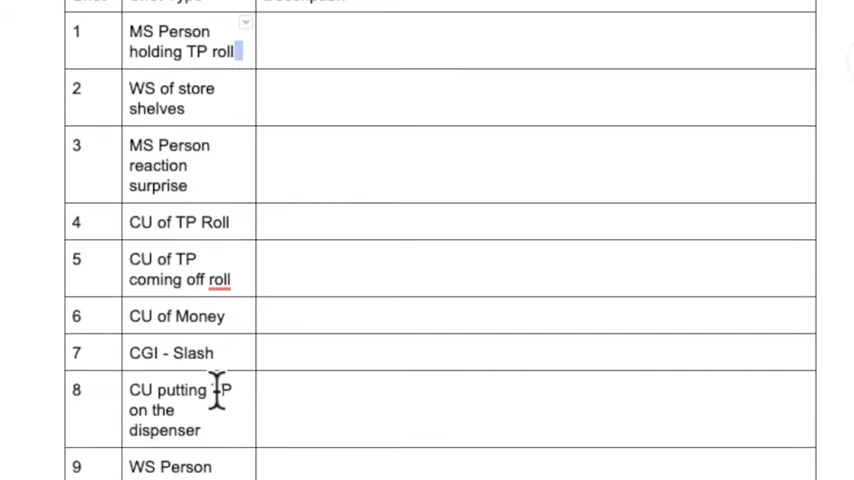 1
MS Person
holding TP roll
2
WS of store
shelves
3
MS Person
reaction
surprise
4
CU of TP Roll
5
CU of TP
coming off roll
6
CU of Money
7
CGI - Slash
8
CU putting TP
on the
dispenser
9
WS Person